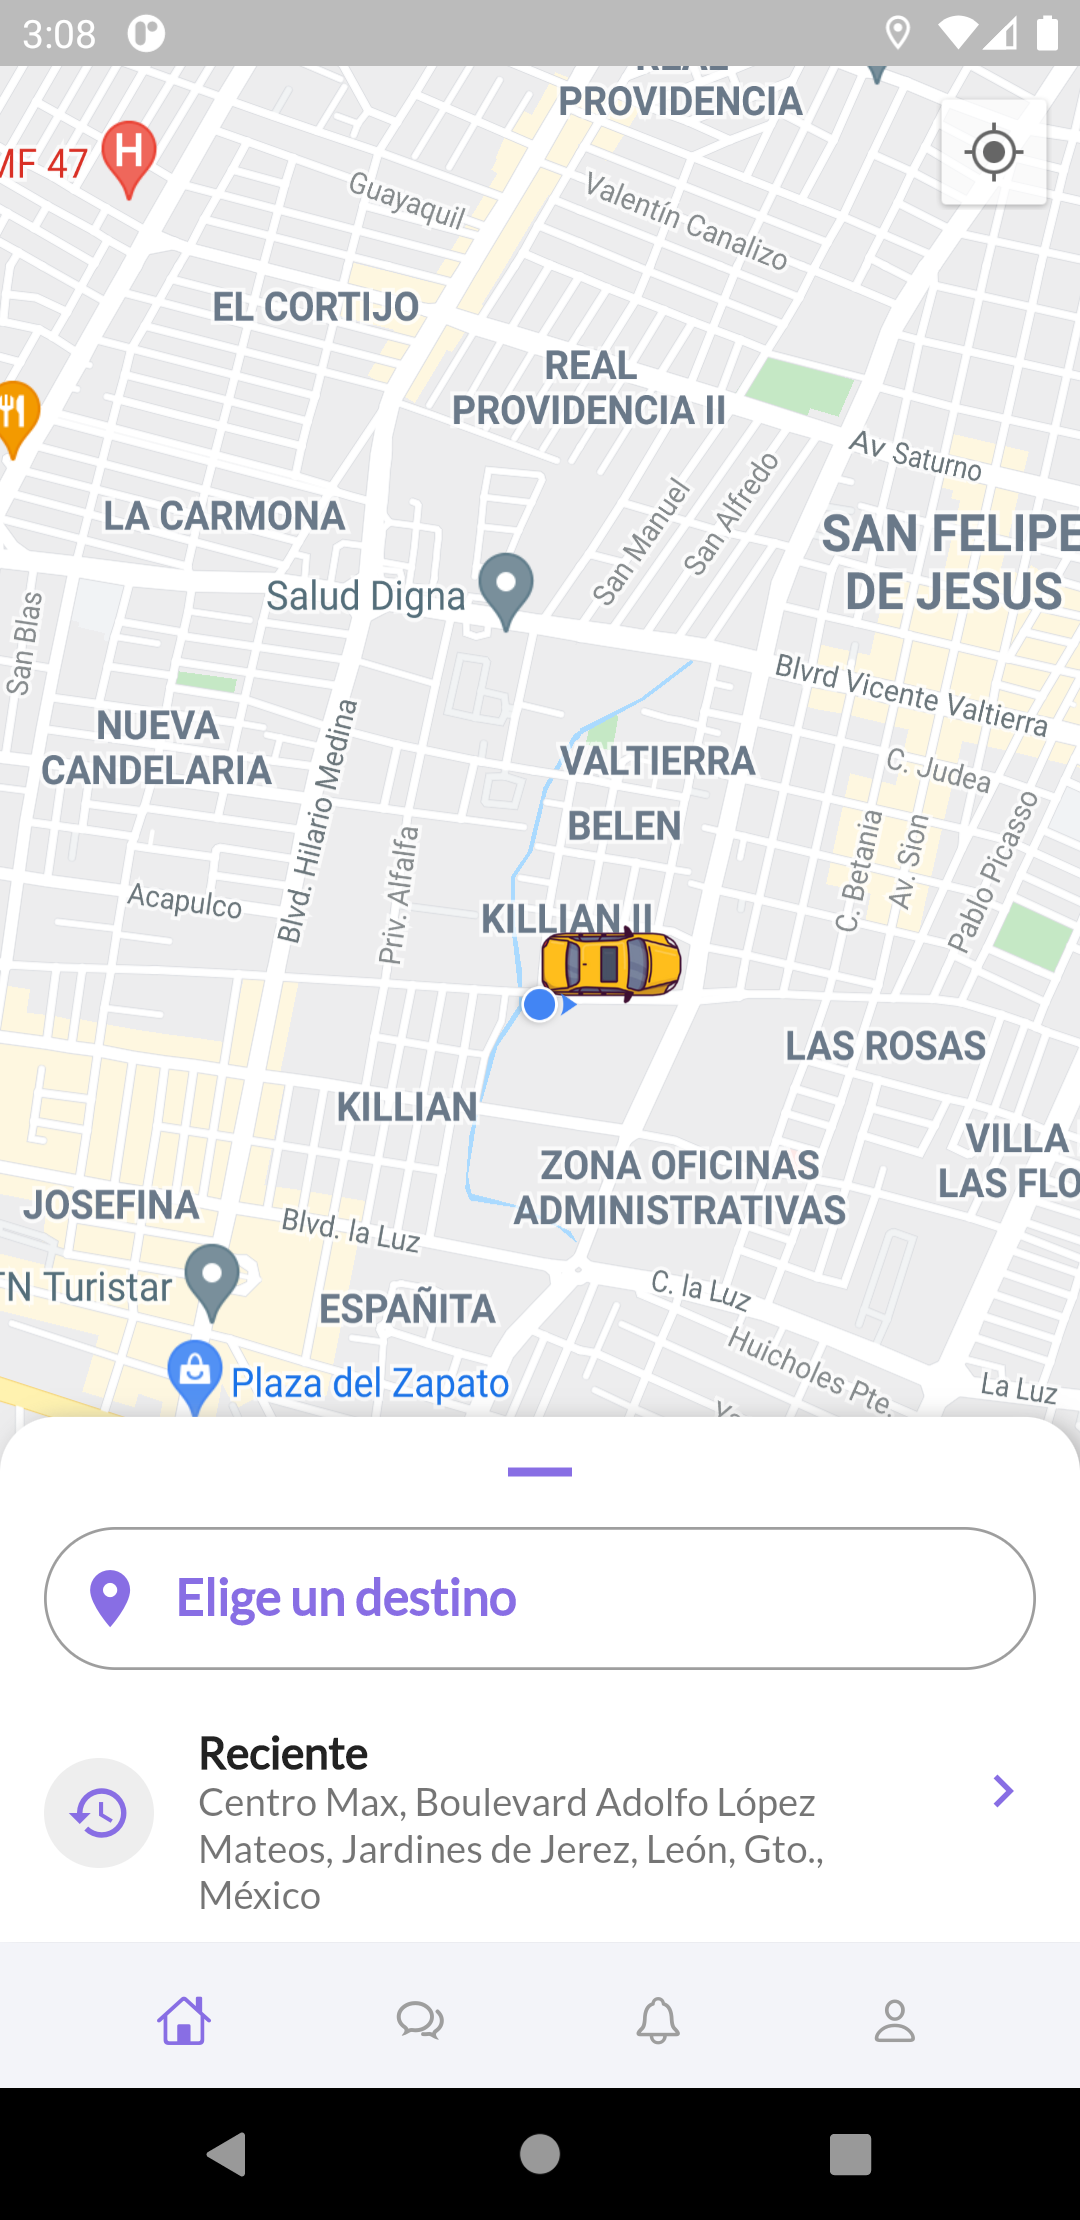 3:08
PROVIDENCIA
MF 47
H
Guayaquil
Valentín Canalizo
EL CORTIJO
REAL
PROVIDENCIA II
Av Saturno
LA CARMONA
San Manuel
San Alfredo
SAN FELIPE
DE JESUS
Salud Digna
San Blas
Blvrd Vicente Valtierra
NUEVA
CANDELARIA
Blvd. Hilario Medina
VALTIERRA
C. Judea
BELEN
Priv. Alfalfa
C. Betania
Av. Sion
Pablo Picasso
Acapulco
KILLIAN II
LAS ROSAS
KILLIAN
VILLA
LAS FLO
ZONA OFICINAS
ADMINISTRATIVAS
JOSEFINA
Blvd. la Luz
TN Turistar
C. la Luz
ESPAÑITA
Huicholes Pte.
Plaza del Zapato
La Luz
Elige un destino
Reciente
Centro Max, Boulevard Adolfo López
Mateos, Jardines de Jerez, León, Gto.,
México